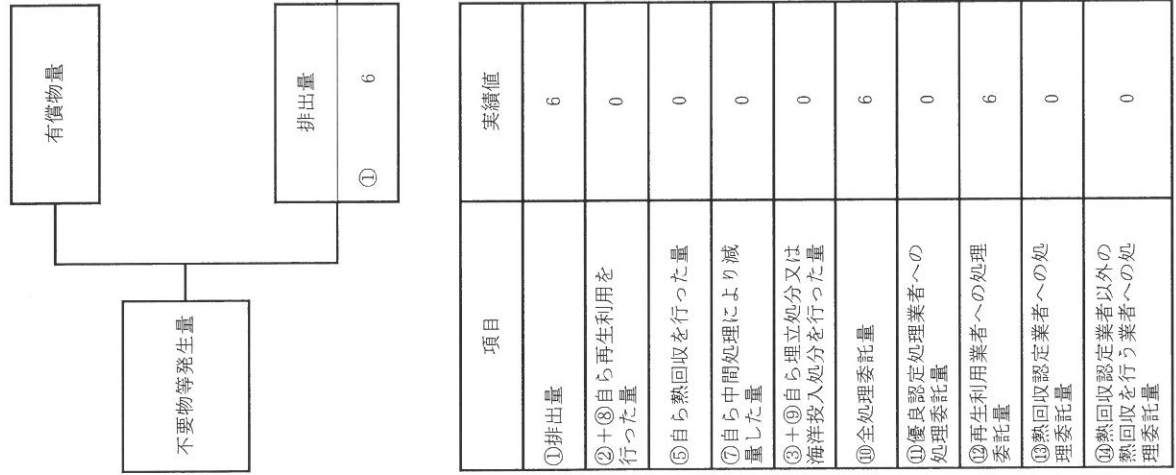 有償物量
不要物等発生量
排出量
① 6
項目 実績値
①排出量 6
②+⑧自ら再生利用を
行った量 0
⑤自ら熱回収を行った量 0
⑦自ら中間処理により減
量した量 0
③+⑨自ら埋立処分又は
海洋投入処分を行った量 0
⑩全処理委託量 6
⑪優良認定処理業者への
処理委託量 0
⑫再生利用業者への処理
委託量 6
⑬熱回収認定業者への処
理委託量 0
⑭熱回収認定業者以外の
熱回収を行う業者への処
理委託量 0